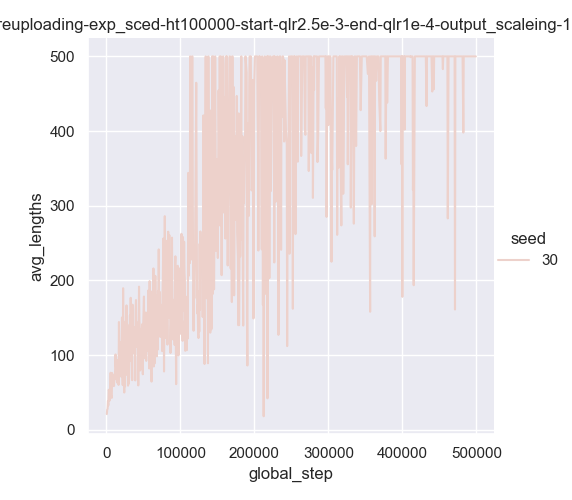 reuploading-exp_sced-ht100000-start-qlr2.5e-3-end-qlr1e-4-output_scaleing-1
500
400
300
200
100
0
avg_lengths
0 100000 200000 300000 400000 500000
global_step
seed
30